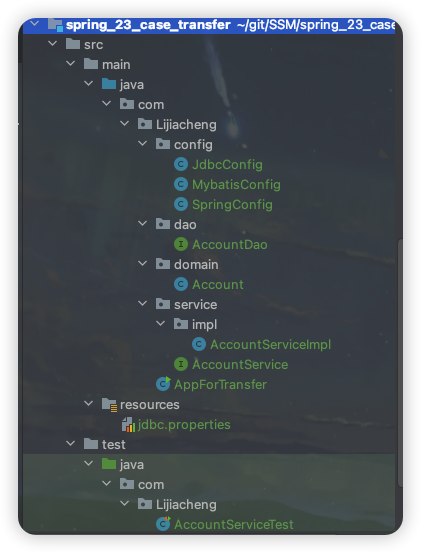 spring_23_case_transfer ~/git/SSM/spring_23_case
src
main
java
com
Lijiacheng
config
JdbcConfig
MybatisConfig
SpringConfig
dao
AccountDao
domain
Account
service
impl
AccountServiceImpl
AccountService
AppForTransfer
resources
jdbc.properties
test
java
com
Lijiacheng
AccountServiceTest